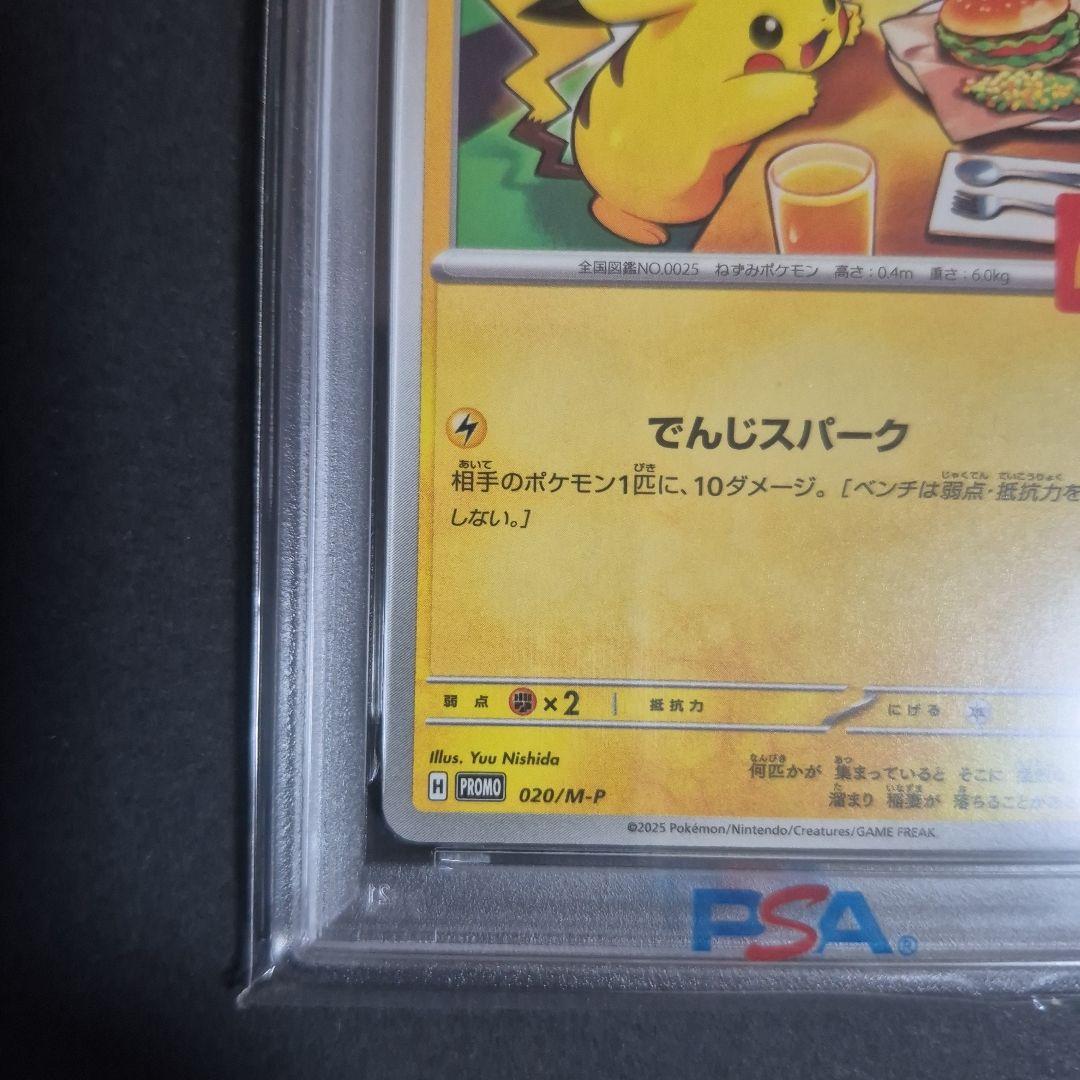 全国図鑑NO.0025 ねずみポケモン 高さ:0.4m 重さ:6.0kg
でんじスパーク
相手のポケモン1匹に、10ダメージ。[ベンチは弱点・抵抗力を
しない。]
弱点 ×2 抵抗力 にげる
Illus. Yuu Nishida
H PROMO 020/M-P
何匹かが 集まっていると そこに
溜まり 稲妻が 落ちることがある
©2025 Pokémon/Nintendo/Creatures/GAME FREAK.
PSA®